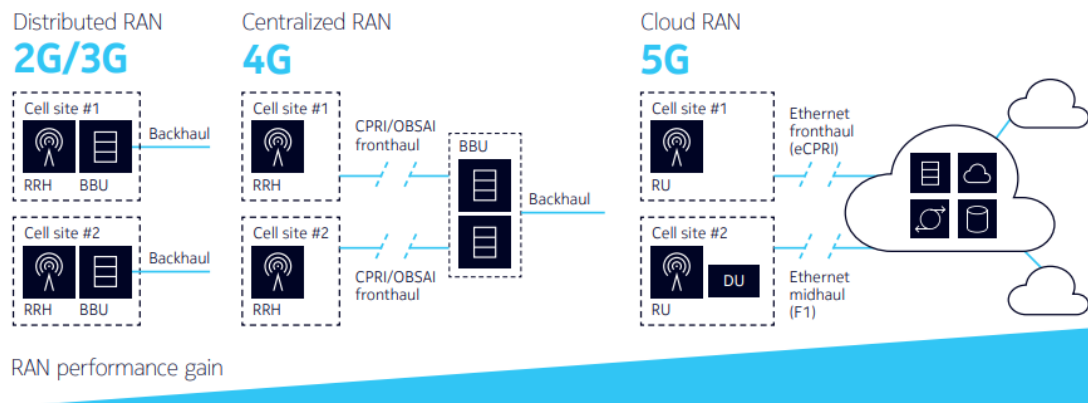 Distributed RAN
2G/3G
Cell site #1
RRH
BBU
Backhaul
Cell site #2
RRH
BBU
Backhaul
Centralized RAN
4G
Cell site #1
RRH
CPRI/OBSAI
fronthaul
Cell site #2
RRH
CPRI/OBSAI
fronthaul
BBU
Backhaul
Cloud RAN
5G
Cell site #1
RU
Ethernet
fronthaul
(eCPRI)
Cell site #2
RU
DU
Ethernet
midhaul
(F1)
RAN performance gain